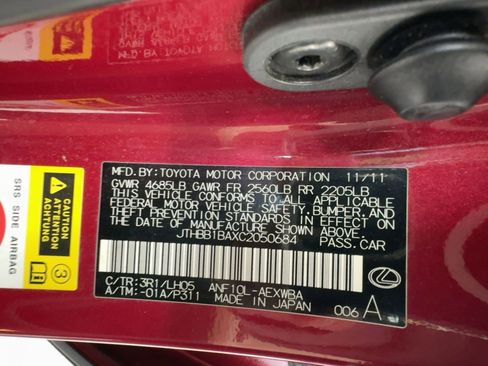 MFD.BY:TOYOTA MOTOR CORPORATION 11/11
GVWR 4685LB GAWR FR 2560LB RR 2205LB
THIS VEHICLE CONFORMS TO ALL APPLICABLE
FEDERAL MOTOR VEHICLE SAFETY,BUMPER,AND
THEFT PREVENTION STANDARDS IN EFFECT ON
THE DATE OF MANUFACTURE SHOWN ABOVE.
JTHBB1BAXC2050684 PASS.CAR
C/TR:3R1/LH05 ANF10L-AEXWBA
A/TM:-01A/P311 MADE IN JAPAN 006 A
SRS SIDE AIRBAG
CAUTION
ACHTUNG
ATTENTION
3